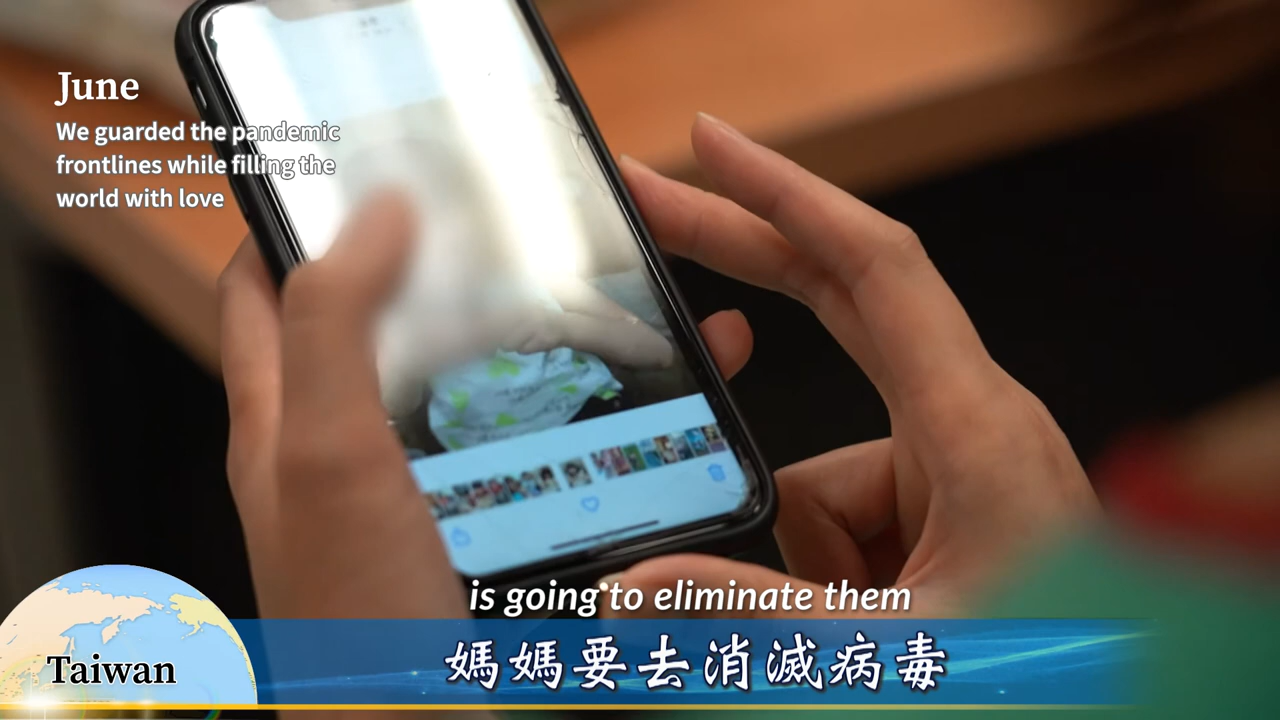 June
We guarded the pandemic
frontlines while filling the
world with love
is going to eliminate them
Taiwan
媽媽要去消滅病毒